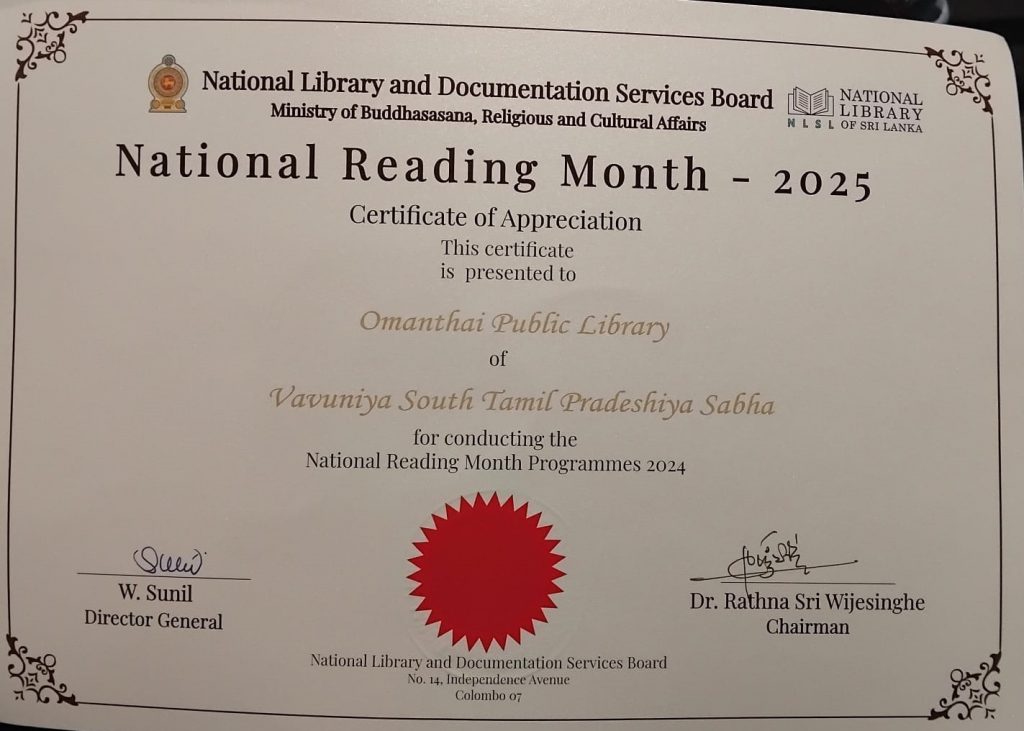 National Library and Documentation Services Board
Ministry of Buddhasasana, Religious and Cultural Affairs
NATIONAL
LIBRARY
NLSL OF SRI LANKA
National Reading Month - 2025
Certificate of Appreciation
This certificate
is presented to
Omanthai Public Library
of
Vavuniya South Tamil Pradeshiya Sabha
for conducting the
National Reading Month Programmes 2024
W. Sunil
Director General
Dr. Rathna Sri Wijesinghe
Chairman
National Library and Documentation Services Board
No. 14, Independence Avenue
Colombo 07